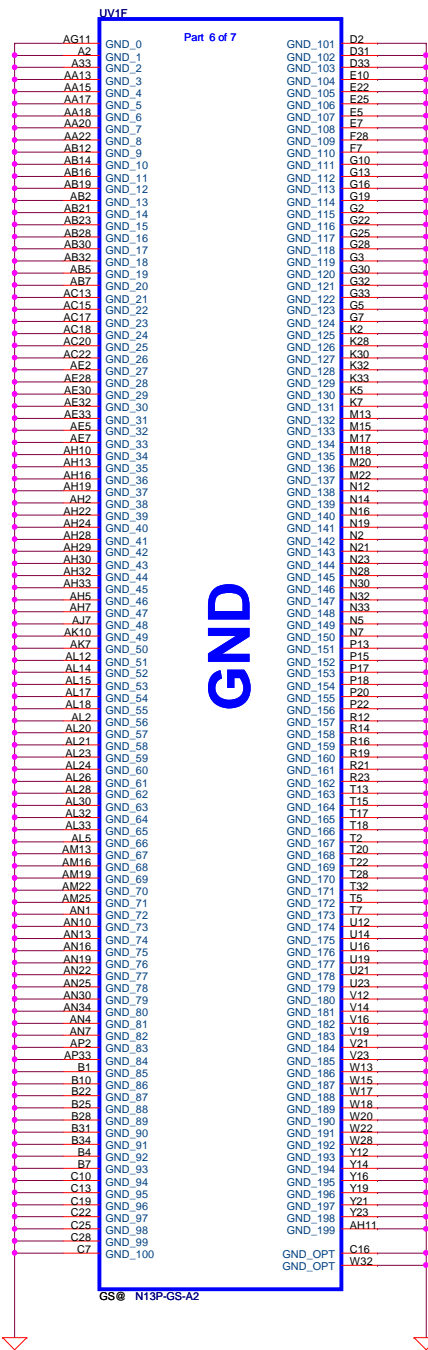 UV1F
Part 6 of 7
AG11 GND_0 GND_101 D2
A2 GND_1 GND_102 D31
A33 GND_2 GND_103 D33
AA13 GND_3 GND_104 E10
AA15 GND_4 GND_105 E22
AA17 GND_5 GND_106 E25
AA18 GND_6 GND_107 E5
AA20 GND_7 GND_108 E7
AA22 GND_8 GND_109 F28
AB12 GND_9 GND_110 F7
AB14 GND_10 GND_111 G10
AB16 GND_11 GND_112 G13
AB19 GND_12 GND_113 G16
AB2 GND_13 GND_114 G19
AB21 GND_14 GND_115 G2
AB23 GND_15 GND_116 G22
AB28 GND_16 GND_117 G25
AB30 GND_17 GND_118 G28
AB32 GND_18 GND_119 G3
AB5 GND_19 GND_120 G30
AB7 GND_20 GND_121 G32
AC13 GND_21 GND_122 G33
AC15 GND_22 GND_123 G5
AC17 GND_23 GND_124 G7
AC18 GND_24 GND_125 K2
AC20 GND_25 GND_126 K28
AC22 GND_26 GND_127 K30
AE2 GND_27 GND_128 K32
AE28 GND_28 GND_129 K33
AE30 GND_29 GND_130 K5
AE32 GND_30 GND_131 K7
AE33 GND_31 GND_132 M13
AE5 GND_32 GND_133 M15
AE7 GND_33 GND_134 M17
AH10 GND_34 GND_135 M18
AH13 GND_35 GND_136 M20
AH16 GND_36 GND_137 M22
AH19 GND_37 GND_138 N12
AH2 GND_38 GND_139 N14
AH22 GND_39 GND_140 N16
AH24 GND_40 GND_141 N19
AH28 GND_41 GND_142 N2
AH29 GND_42 GND_143 N21
AH30 GND_43 GND_144 N23
AH32 GND_44 GND_145 N28
AH33 GND_45 GND_146 N30
AH5 GND_46 GND_147 N32
AH7 GND_47 GND_148 N33
AJ7 GND_48 GND_149 N5
AK10 GND_49 GND_150 N7
AK7 GND_50 GND_151 P13
AL12 GND_51 GND_152 P15
AL14 GND_52 GND_153 P17
AL15 GND_53 GND_154 P18
AL17 GND_54 GND_155 P20
AL18 GND_55 GND_156 P22
AL2 GND_56 GND_157 R12
AL20 GND_57 GND_158 R14
AL21 GND_58 GND_159 R16
AL23 GND_59 GND_160 R19
AL24 GND_60 GND_161 R21
AL26 GND_61 GND_162 R23
AL28 GND_62 GND_163 T13
AL30 GND_63 GND_164 T15
AL32 GND_64 GND_165 T17
AL33 GND_65 GND_166 T18
AL5 GND_66 GND_167 T2
AM13 GND_67 GND_168 T20
AM16 GND_68 GND_169 T22
AM19 GND_69 GND_170 T28
AM22 GND_70 GND_171 T32
AM25 GND_71 GND_172 T5
AN1 GND_72 GND_173 T7
AN10 GND_73 GND_174 U12
AN13 GND_74 GND_175 U14
AN16 GND_75 GND_176 U16
AN19 GND_76 GND_177 U19
AN22 GND_77 GND_178 U21
AN25 GND_78 GND_179 U23
AN30 GND_79 GND_180 V12
AN34 GND_80 GND_181 V14
AN4 GND_81 GND_182 V16
AN7 GND_82 GND_183 V19
AP2 GND_83 GND_184 V21
AP33 GND_84 GND_185 V23
B1 GND_85 GND_186 W13
B10 GND_86 GND_187 W15
B22 GND_87 GND_188 W17
B25 GND_88 GND_189 W18
B28 GND_89 GND_190 W20
B31 GND_90 GND_191 W22
B34 GND_91 GND_192 W28
B4 GND_92 GND_193 Y12
B7 GND_93 GND_194 Y14
C10 GND_94 GND_195 Y16
C13 GND_95 GND_196 Y19
C19 GND_96 GND_197 Y21
C22 GND_97 GND_198 Y23
C25 GND_98 GND_199 AH11
C28 GND_99
C7 GND_100 GND_OPT C16
GND_OPT W32
GND
GS@ N13P-GS-A2